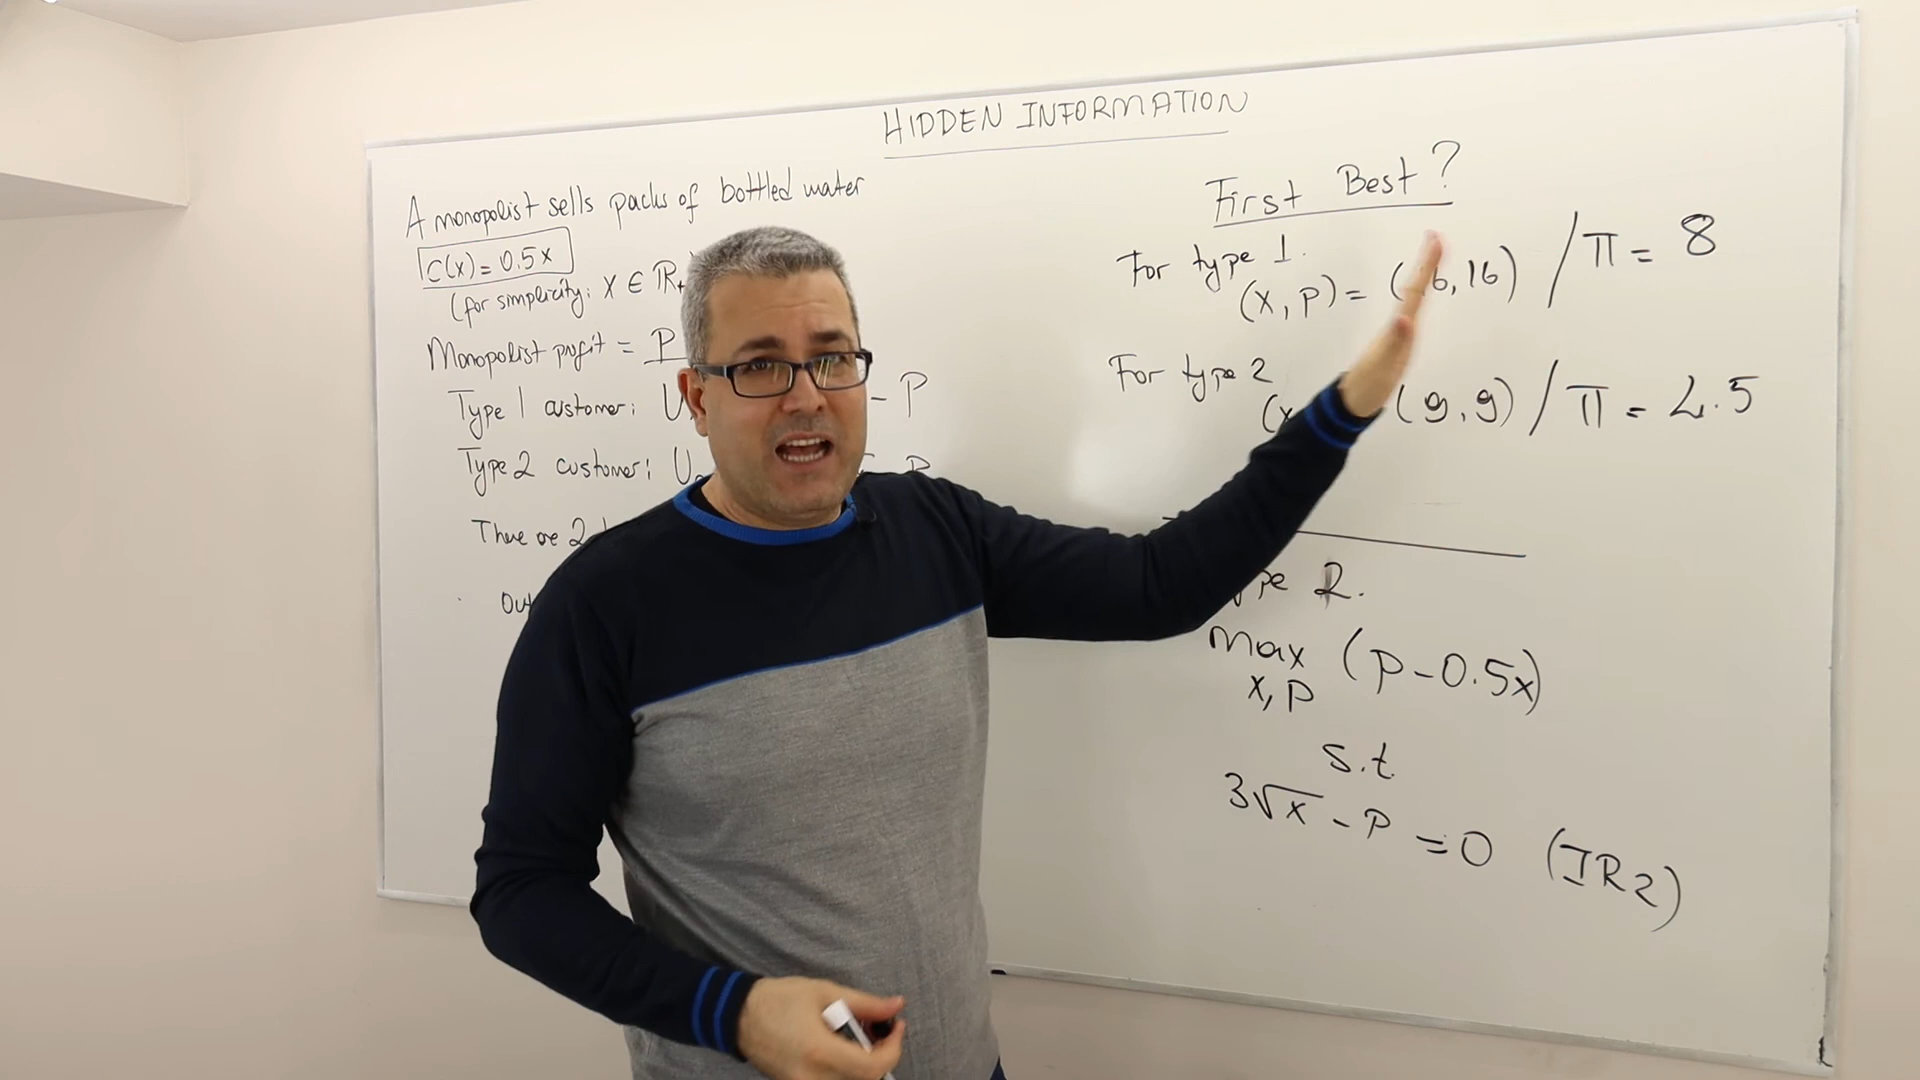 HIDDEN INFORMATION
A monopolist sells packs of bottled water
C(x) = 0.5x
(for simplicity: x ∈ ℝ₊
Monopolist profit = P
Type 1 customer: U - P
Type 2 customer: U - P
There are 2
First Best?
For type 1.
(x, p) = (16, 16) / π = 8
For type 2
(x (9, 9) / π = 4.5
2.
max (p - 0.5x)
x, p
s.t.
3√x - p = 0 (IR2)